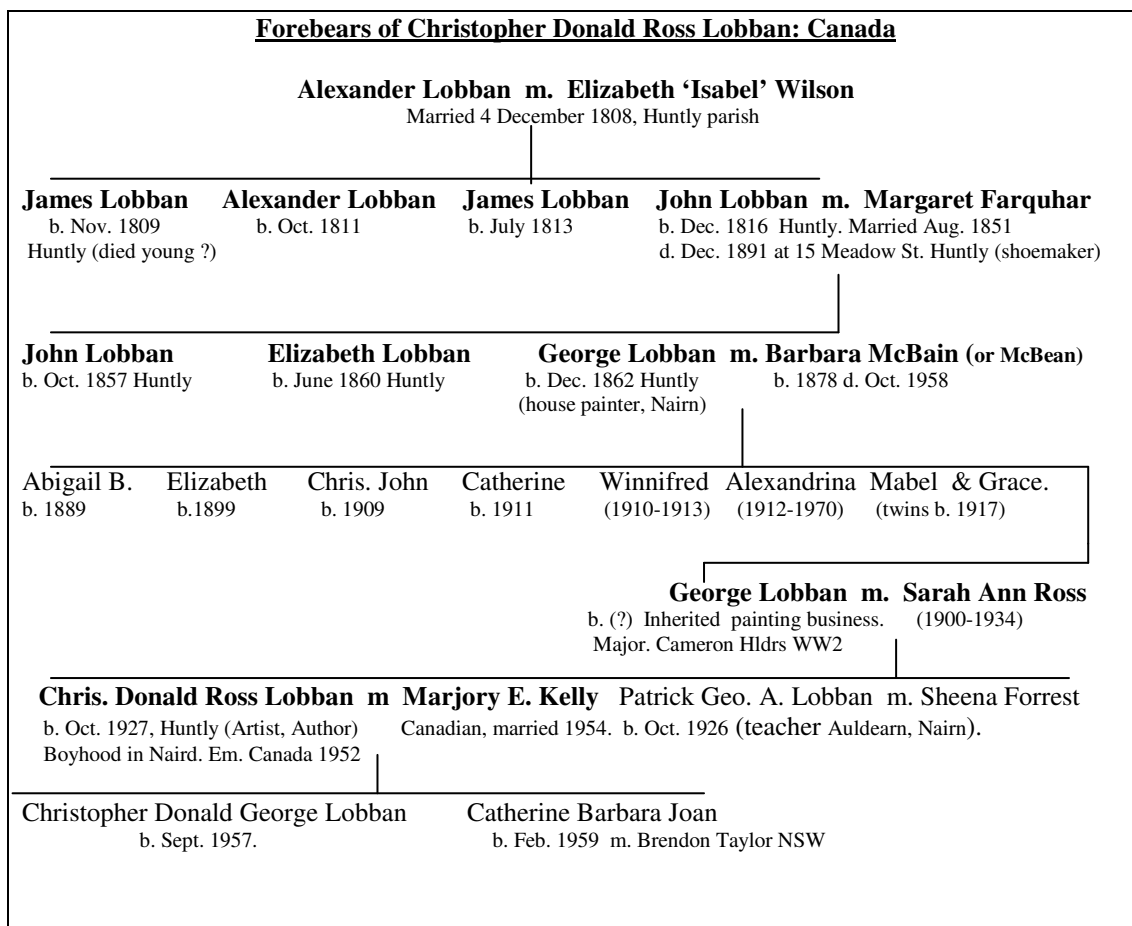 Forebears of Christopher Donald Ross Lobban: Canada
Alexander Lobban m. Elizabeth ‘Isabel’ Wilson
Married 4 December 1808, Huntly parish
James Lobban Alexander Lobban James Lobban John Lobban m. Margaret Farquhar
b. Nov. 1809 b. Oct. 1811 b. July 1813 b. Dec. 1816 Huntly. Married Aug. 1851
Huntly (died young ?) d. Dec. 1891 at 15 Meadow St. Huntly (shoemaker)
John Lobban Elizabeth Lobban George Lobban m. Barbara McBain (or McBean)
b. Oct. 1857 Huntly b. June 1860 Huntly b. Dec. 1862 Huntly b. 1878 d. Oct. 1958
(house painter, Nairn)
Abigail B. Elizabeth Chris. John Catherine Winnifred Alexandrina Mabel & Grace.
b. 1889 b.1899 b. 1909 b. 1911 (1910-1913) (1912-1970) (twins b. 1917)
George Lobban m. Sarah Ann Ross
b. (?) Inherited painting business. (1900-1934)
Major. Cameron Hldrs WW2
Chris. Donald Ross Lobban m Marjory E. Kelly Patrick Geo. A. Lobban m. Sheena Forrest
b. Oct. 1927, Huntly (Artist, Author) Canadian, married 1954. b. Oct. 1926 (teacher Auldearn, Nairn).
Boyhood in Naird. Em. Canada 1952
Christopher Donald George Lobban Catherine Barbara Joan
b. Sept. 1957. b. Feb. 1959 m. Brendon Taylor NSW